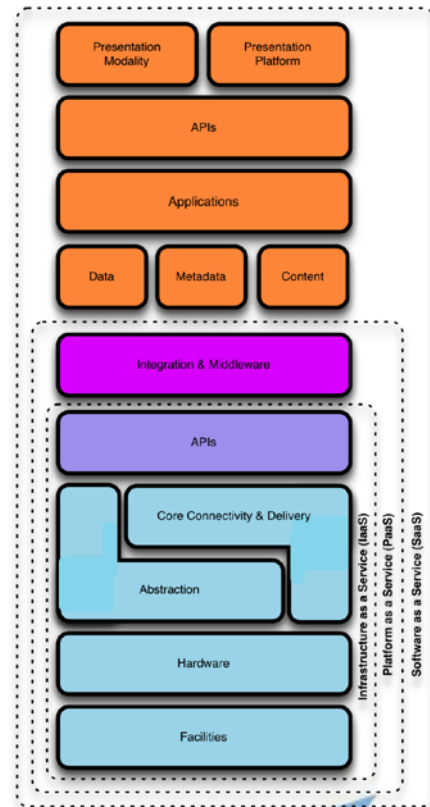 Presentation
Modality
Presentation
Platform
APIs
Applications
Data
Metadata
Content
Integration & Middleware
APIs
Core Connectivity & Delivery
Abstraction
Hardware
Facilities
Infrastructure as a Service (IaaS)
Platform as a Service (PaaS)
Software as a Service (SaaS)